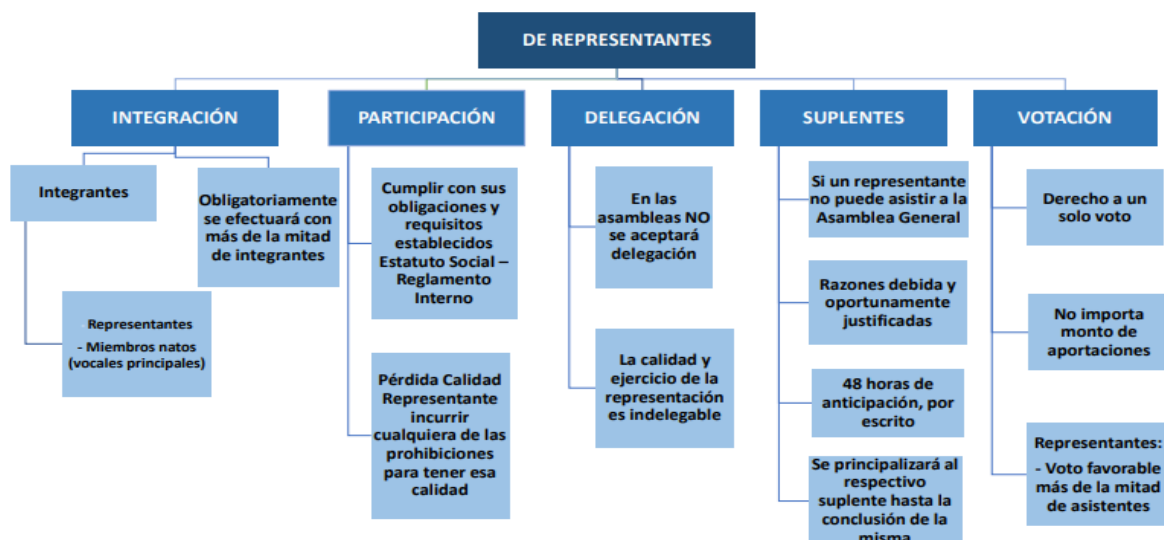 DE REPRESENTANTES
INTEGRACIÓN
Integrantes
- Representantes
- Miembros natos
(vocales principales)
Obligatoriamente
se efectuará con
más de la mitad
de integrantes
PARTICIPACIÓN
Cumplir con sus
obligaciones y
requisitos
establecidos
Estatuto Social –
Reglamento
Interno
Pérdida Calidad
Representante
incurrir
cualquiera de las
prohibiciones
para tener esa
calidad
DELEGACIÓN
En las
asambleas NO
se aceptará
delegación
La calidad y
ejercicio de la
representación
es indelegable
SUPLENTES
Si un representante
no puede asistir a la
Asamblea General
Razones debida y
oportunamente
justificadas
48 horas de
anticipación, por
escrito
Se principalizará al
respectivo
suplente hasta la
conclusión de la
misma
VOTACIÓN
Derecho a un
solo voto
No importa
monto de
aportaciones
Representantes:
- Voto favorable
más de la mitad
de asistentes